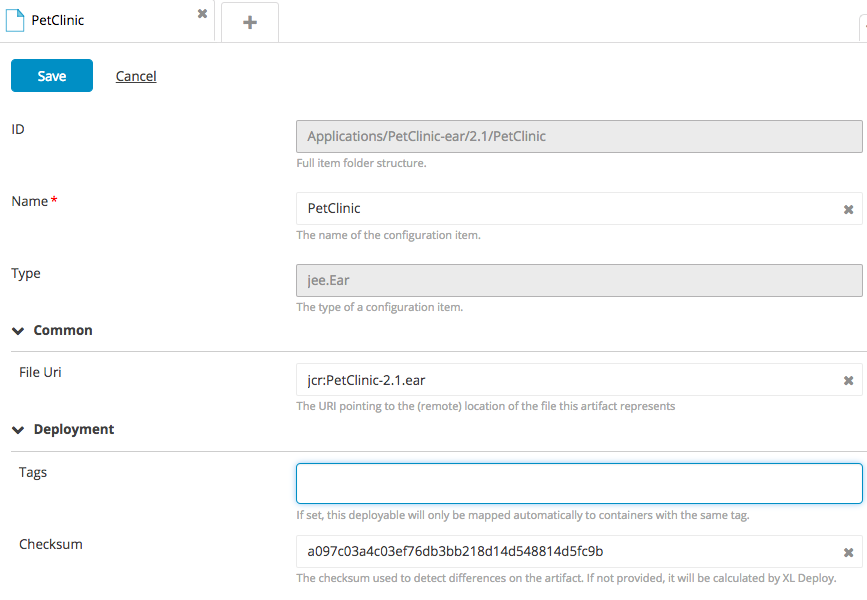 PetClinic
Save Cancel
ID
Applications/PetClinic-ear/2.1/PetClinic
Full item folder structure.
Name *
PetClinic
The name of the configuration item.
Type
jee.Ear
The type of a configuration item.
Common
File Uri
jcr:PetClinic-2.1.ear
The URI pointing to the (remote) location of the file this artifact represents
Deployment
Tags
If set, this deployable will only be mapped automatically to containers with the same tag.
Checksum
a097c03a4c03ef76db3bb218d14d548814d5fc9b
The checksum used to detect differences on the artifact. If not provided, it will be calculated by XL Deploy.